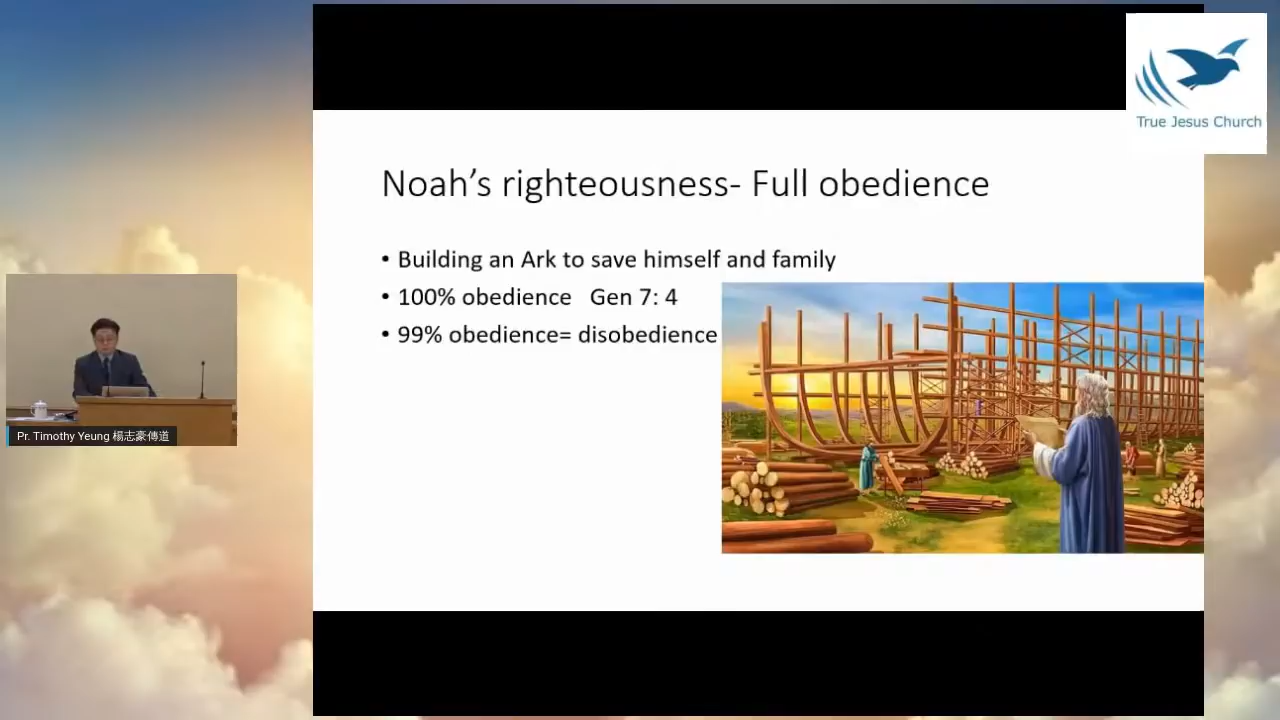 True Jesus Church
Noah's righteousness- Full obedience
• Building an Ark to save himself and family
• 100% obedience Gen 7: 4
• 99% obedience= disobedience
Pr. Timothy Yeung 楊志豪傳道